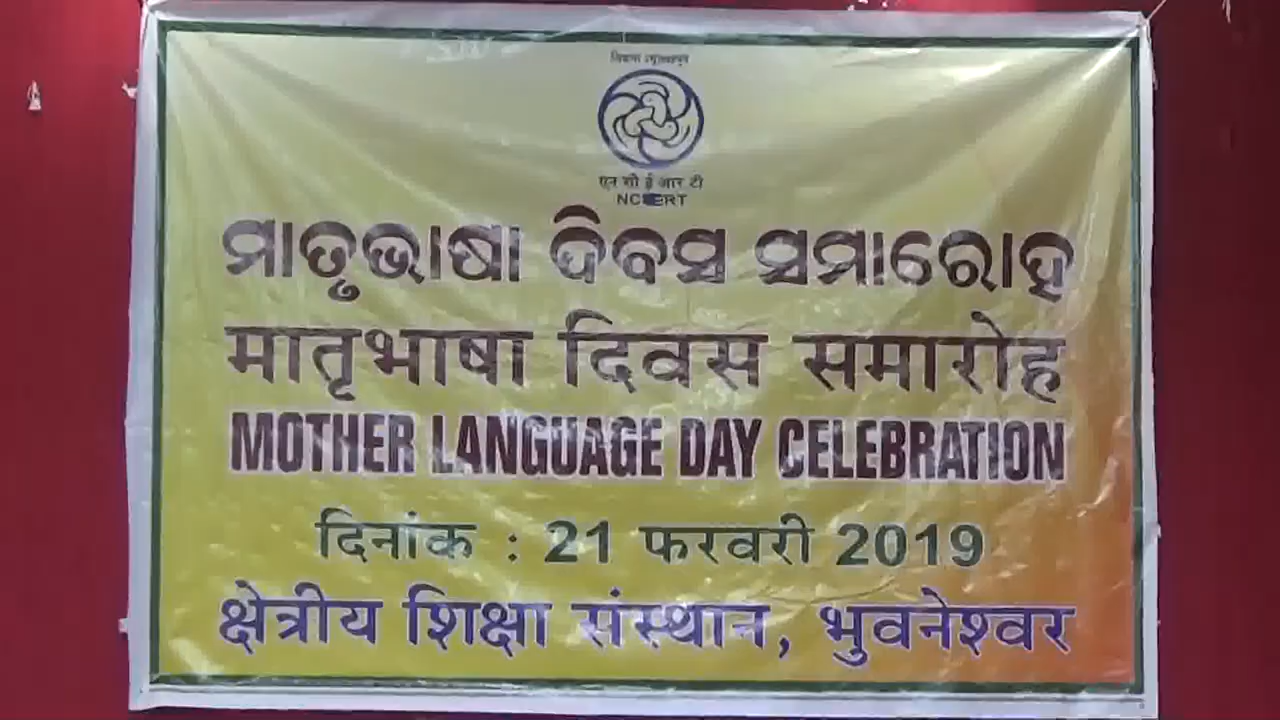 एन सी ई आर टी
NCERT
ମାତୃଭାଷା ଦିବସ ସମାରୋହ
मातृभाषा दिवस समारोह
MOTHER LANGUAGE DAY CELEBRATION
दिनांक : 21 फरवरी 2019
क्षेत्रीय शिक्षा संस्थान, भुवनेश्वर